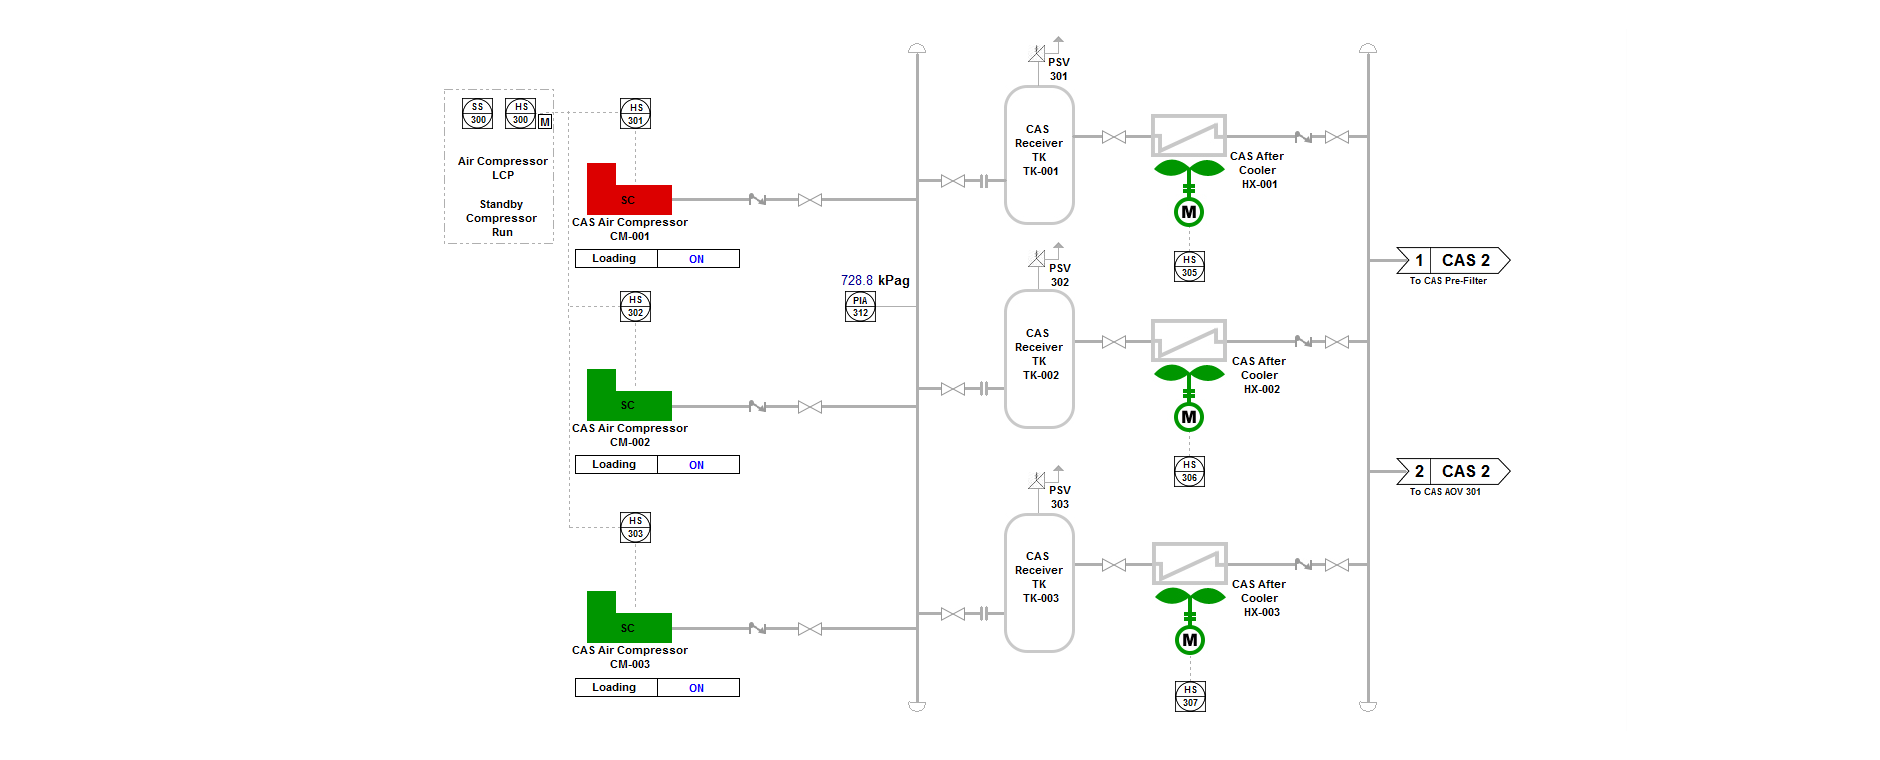 SS
300
HS
300
M
Air Compressor
LCP
Standby
Compressor
Run
HS
301
SC
CAS Air Compressor
CM-001
Loading ON
HS
302
SC
CAS Air Compressor
CM-002
Loading ON
HS
303
SC
CAS Air Compressor
CM-003
Loading ON
728.8 kPag
PIA
312
PSV
301
CAS
Receiver
TK
TK-001
PSV
302
CAS
Receiver
TK
TK-002
PSV
303
CAS
Receiver
TK
TK-003
CAS After
Cooler
HX-001
M
HS
305
CAS After
Cooler
HX-002
M
HS
306
CAS After
Cooler
HX-003
M
HS
307
1 CAS 2
To CAS Pre-Filter
2 CAS 2
To CAS AOV 301